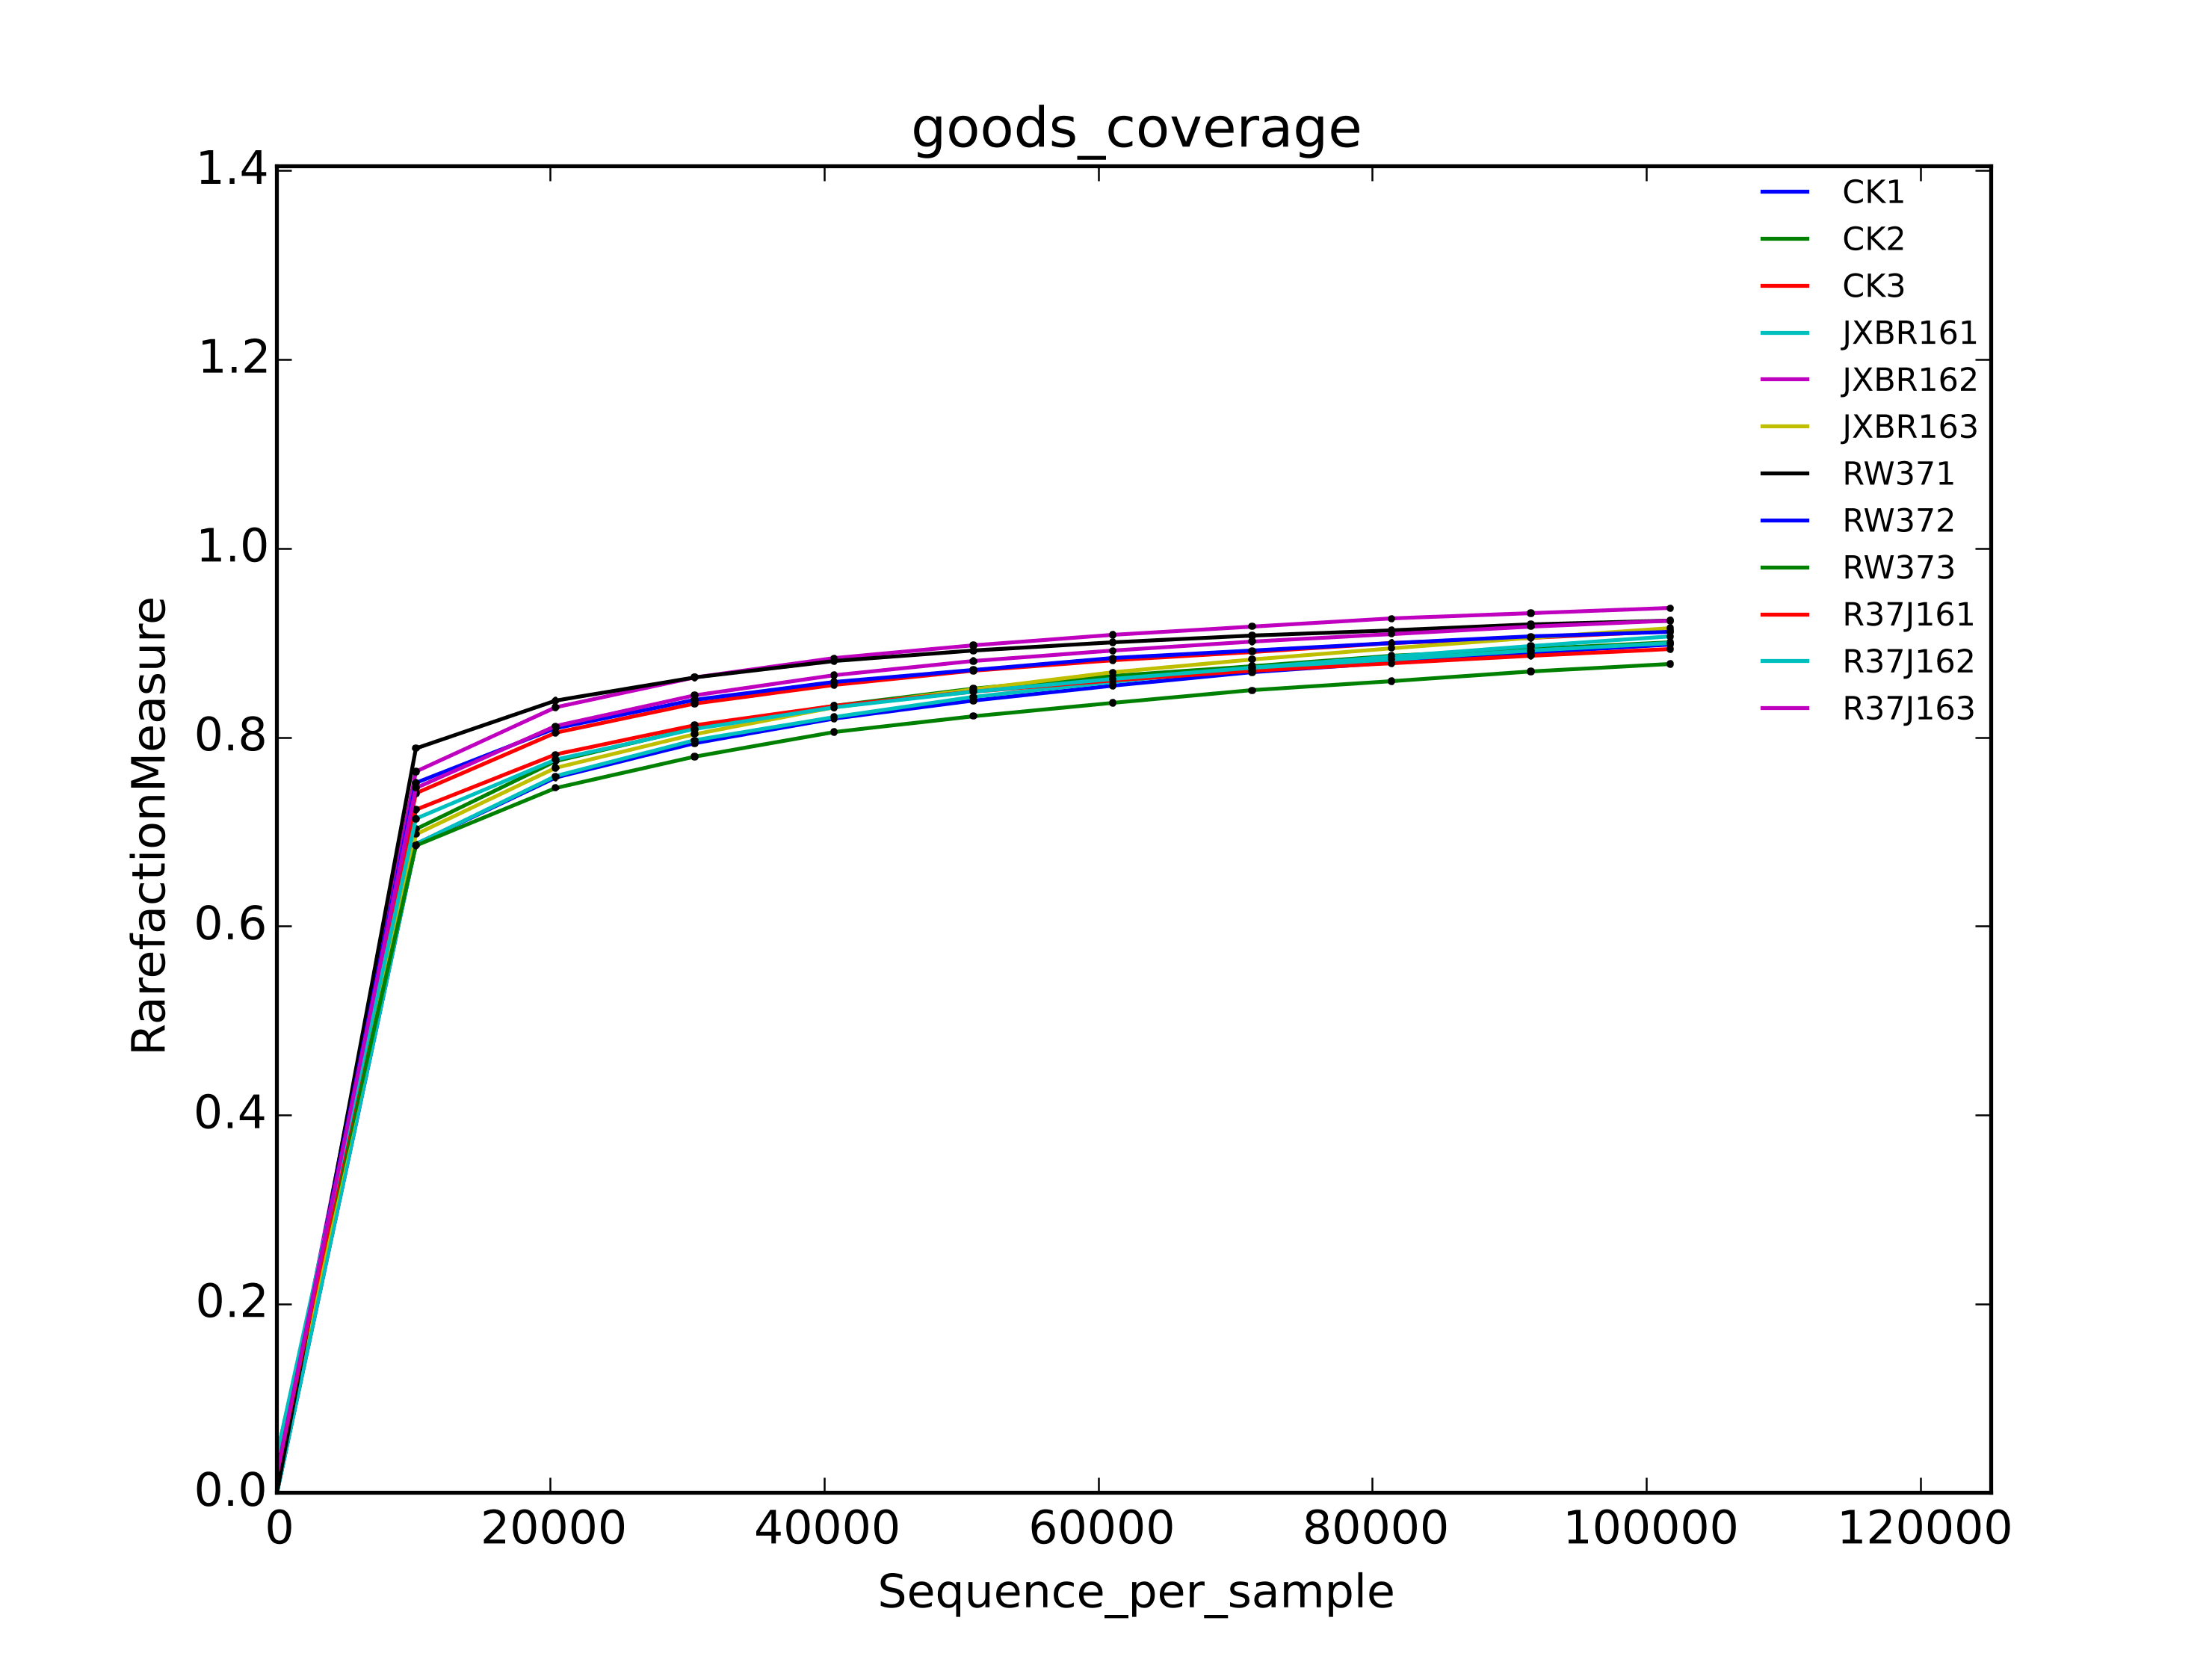 goods_coverage
1.4
1.2
1.0
0.8
0.6
0.4
0.2
0.0
RarefactionMeasure
CK1
CK2
CK3
JXBR161
JXBR162
JXBR163
RW371
RW372
RW373
R37J161
R37J162
R37J163
0 20000 40000 60000 80000 100000 120000
Sequence_per_sample